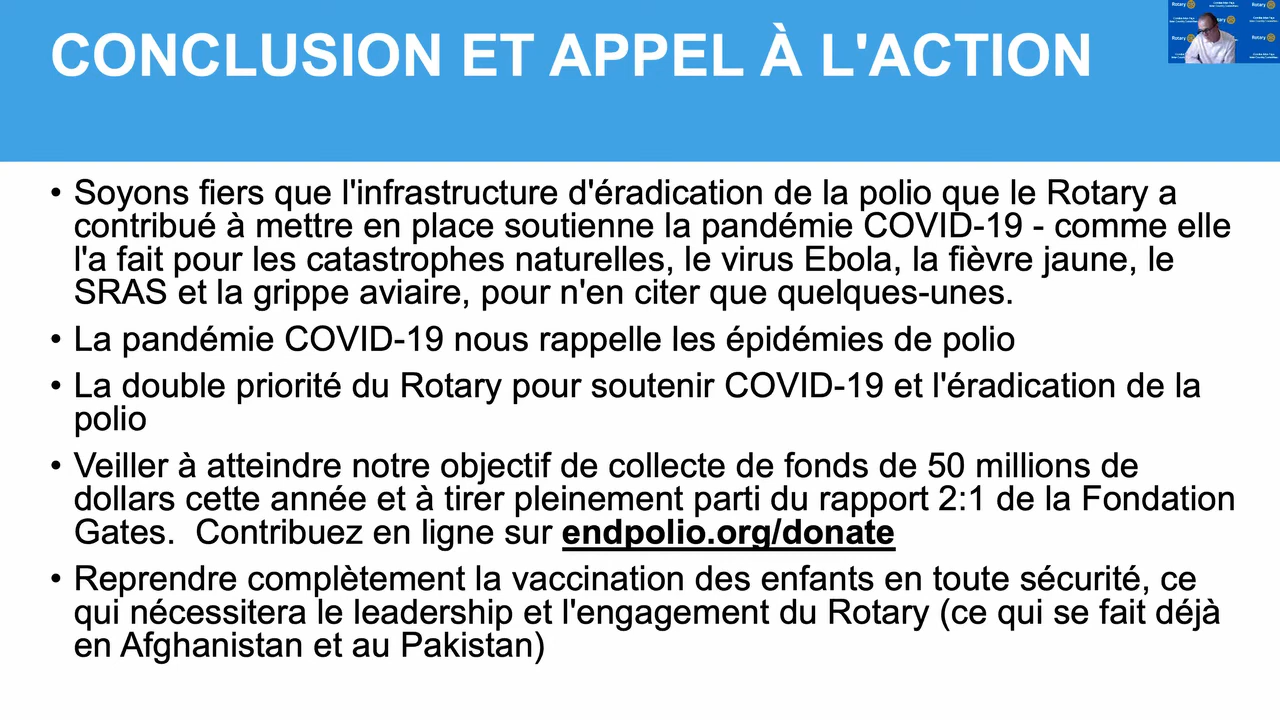 CONCLUSION ET APPEL À L'ACTION
Rotary
Rotary
Rotary
Rotary
• Soyons fiers que l'infrastructure d'éradication de la polio que le Rotary a
contribué à mettre en place soutienne la pandémie COVID-19 - comme elle
l'a fait pour les catastrophes naturelles, le virus Ebola, la fièvre jaune, le
SRAS et la grippe aviaire, pour n'en citer que quelques-unes.
• La pandémie COVID-19 nous rappelle les épidémies de polio
• La double priorité du Rotary pour soutenir COVID-19 et l'éradication de la
polio
• Veiller à atteindre notre objectif de collecte de fonds de 50 millions de
dollars cette année et à tirer pleinement parti du rapport 2:1 de la Fondation
Gates.  Contribuez en ligne sur endpolio.org/donate
• Reprendre complètement la vaccination des enfants en toute sécurité, ce
qui nécessitera le leadership et l'engagement du Rotary (ce qui se fait déjà
en Afghanistan et au Pakistan)